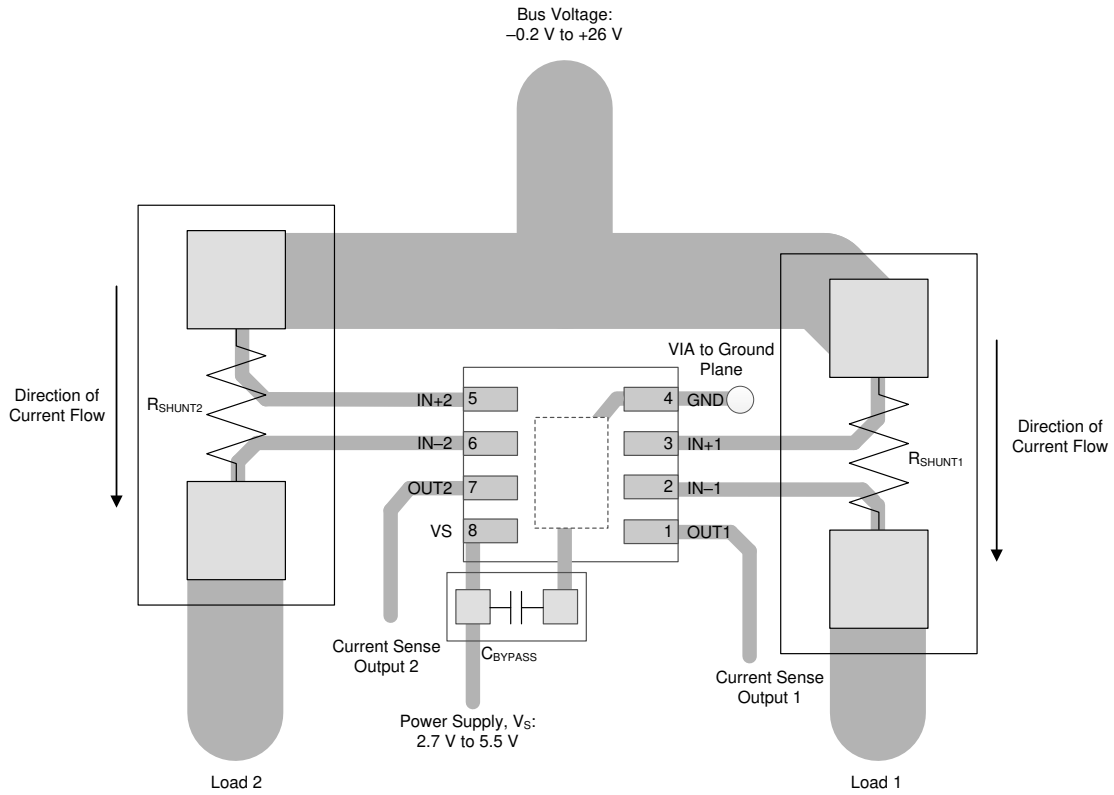 Bus Voltage:
–0.2 V to +26 V
VIA to Ground
Plane
Direction of
Current Flow
RSHUNT2
IN+2
5
4
GND
IN–2
6
3
IN+1
OUT2
7
2
IN–1
VS
8
1
OUT1
RSHUNT1
Direction of
Current Flow
CBYPASS
Current Sense
Output 2
Current Sense
Output 1
Power Supply, VS:
2.7 V to 5.5 V
Load 2
Load 1